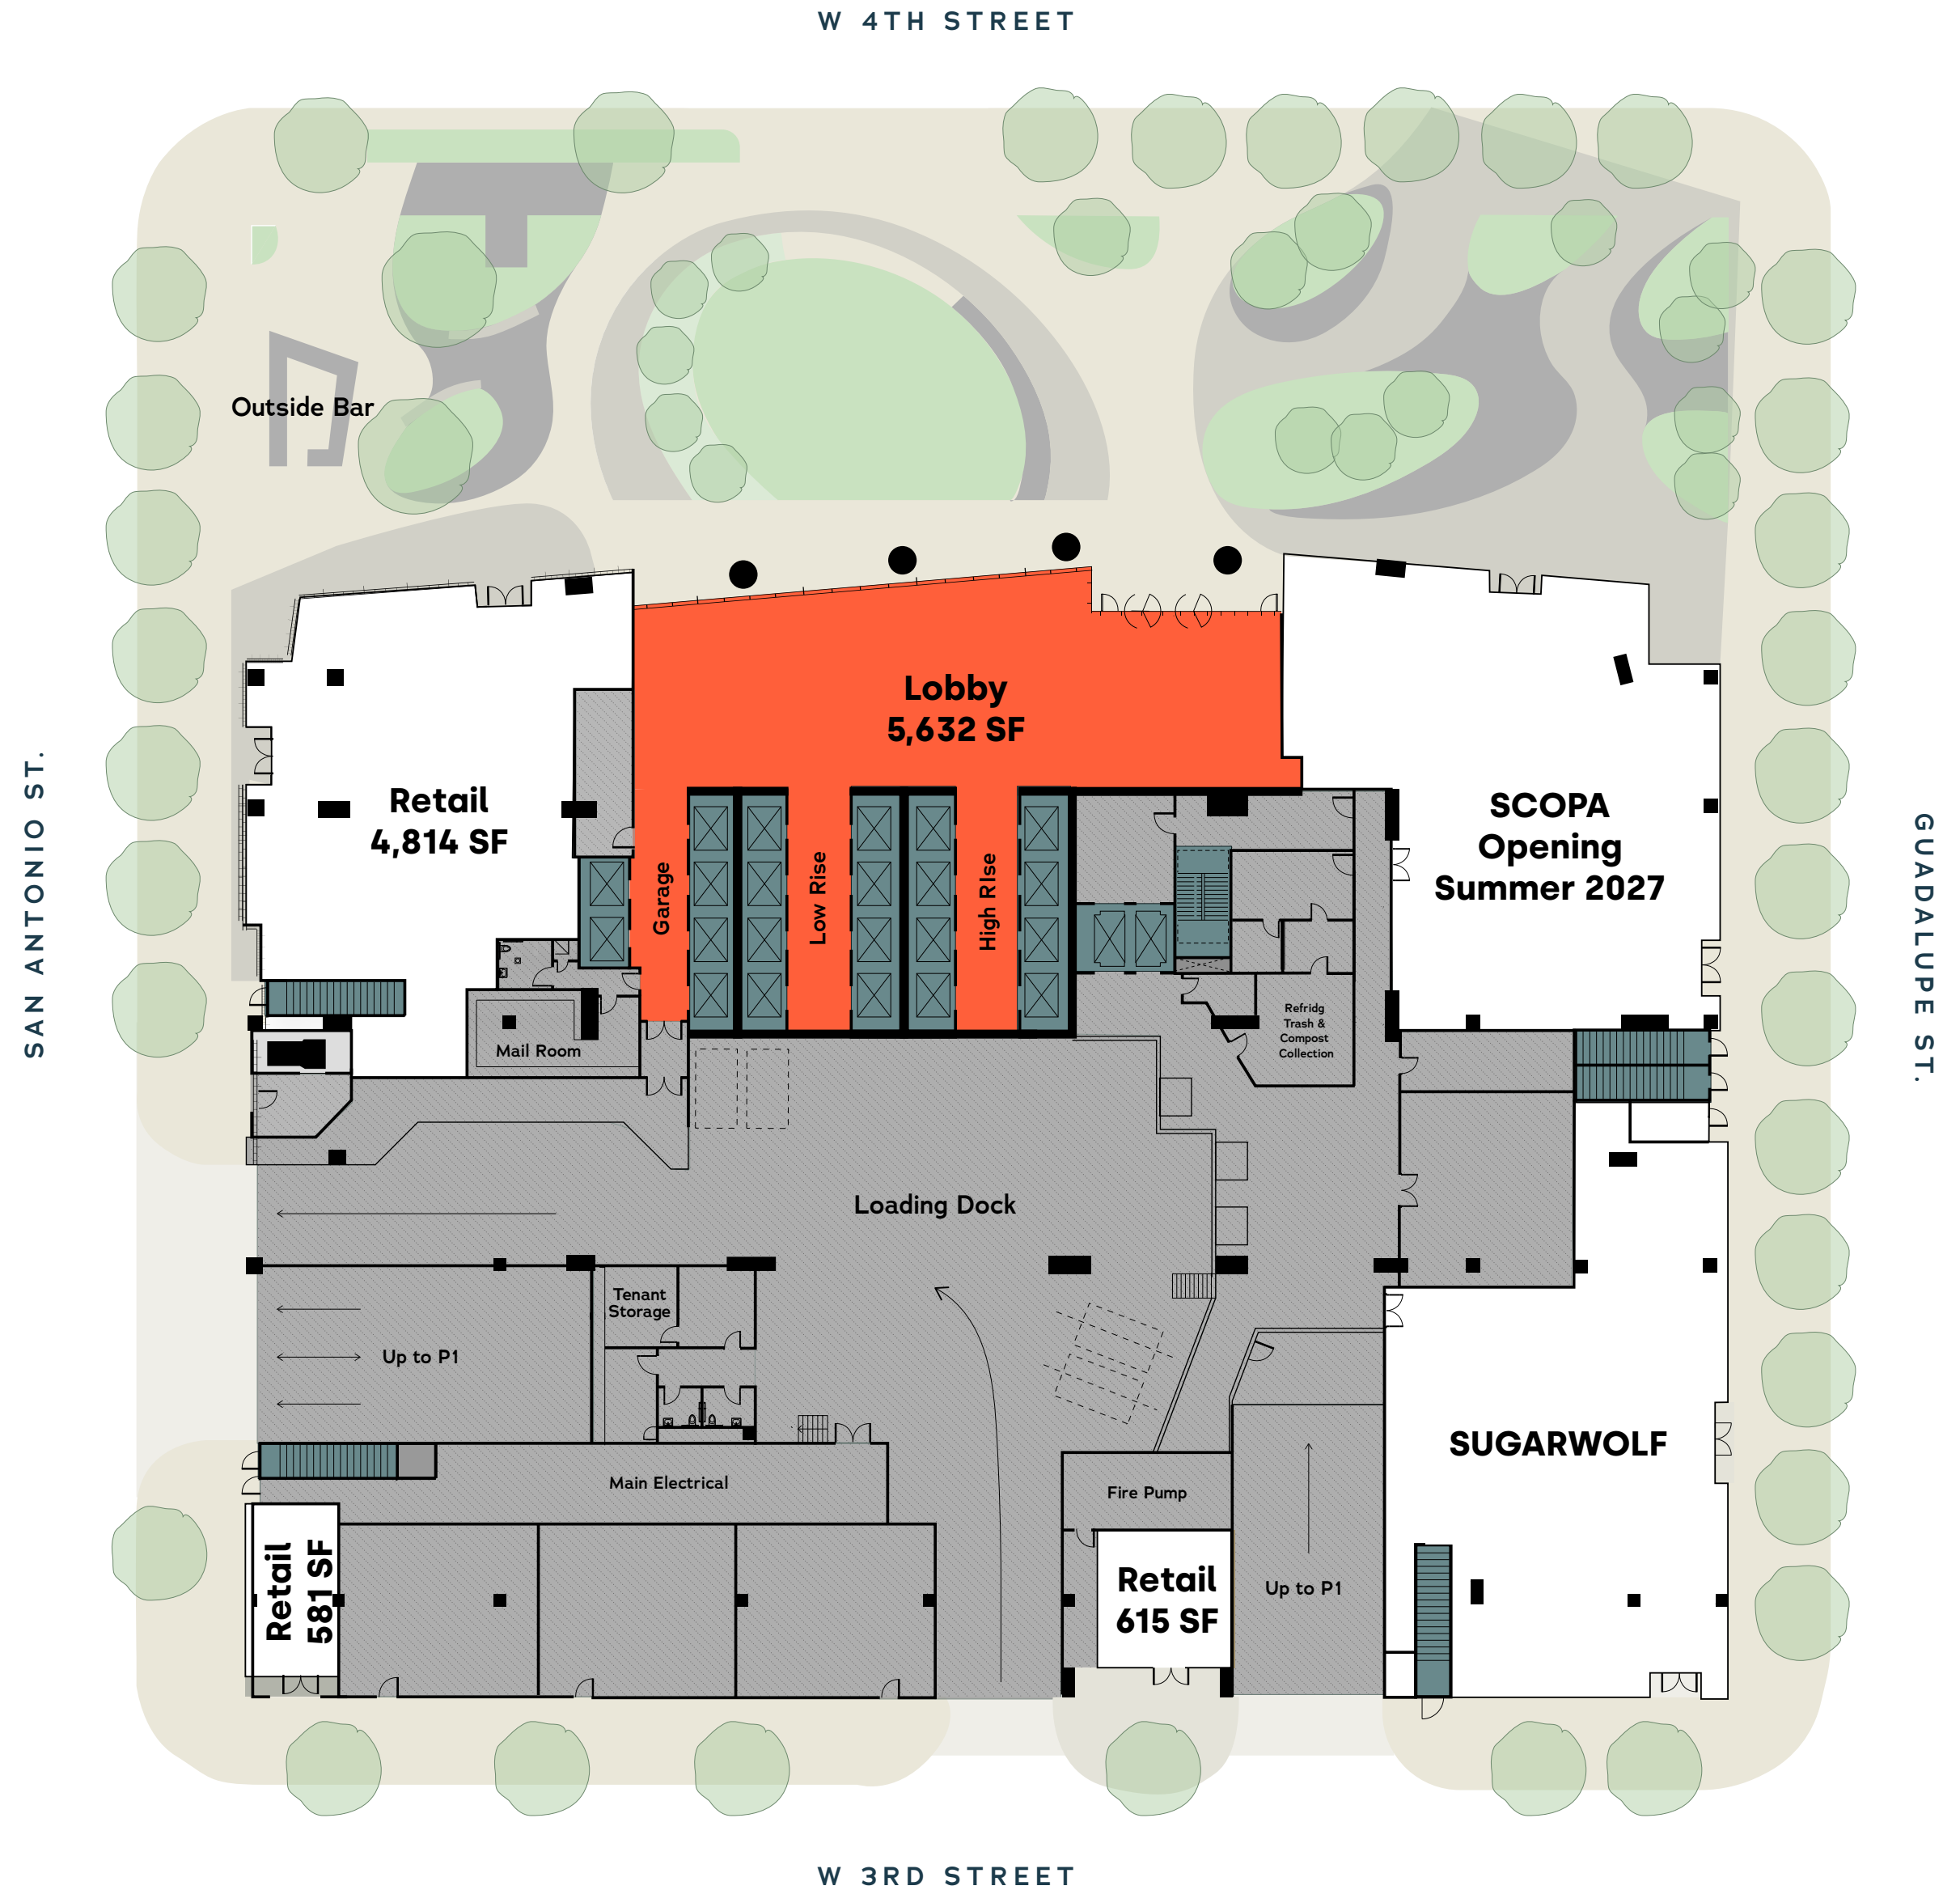 W 4TH STREET
Outside Bar
Lobby
5,632 SF
Retail
4,814 SF
SCOPA
Opening
Summer 2027
Garage
Low Rise
High RIse
SAN ANTONIO ST.
GUADALUPE ST.
Refridg
Trash &
Compost
Collection
Mail Room
Loading Dock
Tenant
Storage
Up to P1
SUGARWOLF
Main Electrical
Fire Pump
Retail
581 SF
Retail
615 SF
Up to P1
W 3RD STREET